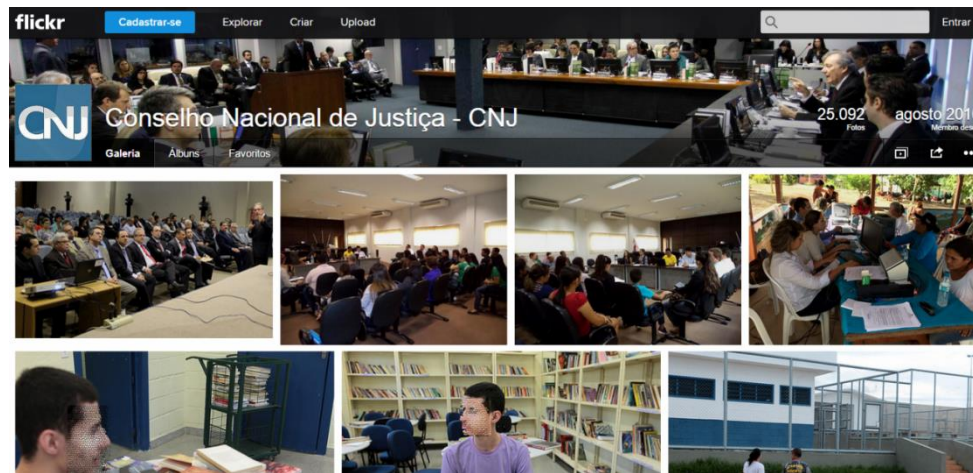 flickr Cadastrar-se Explorar Criar Upload Entrar
CNJ
Conselho Nacional de Justiça - CNJ
25.092
Fotos
agosto 201
Membro
Galeria Álbuns Favoritos